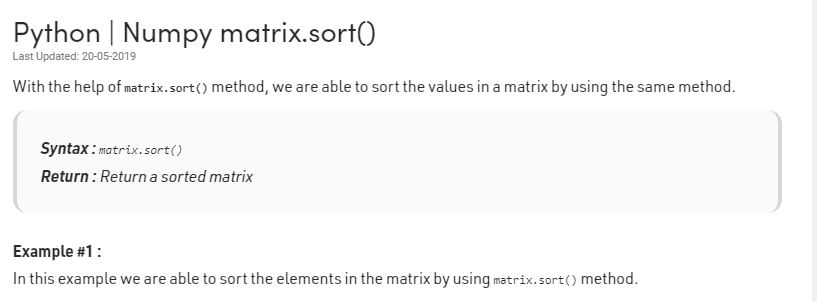 Python | Numpy matrix.sort()
Last Updated: 20-05-2019
With the help of matrix.sort() method, we are able to sort the values in a matrix by using the same method.
Syntax : matrix.sort()
Return : Return a sorted matrix
Example #1 :
In this example we are able to sort the elements in the matrix by using matrix.sort() method.